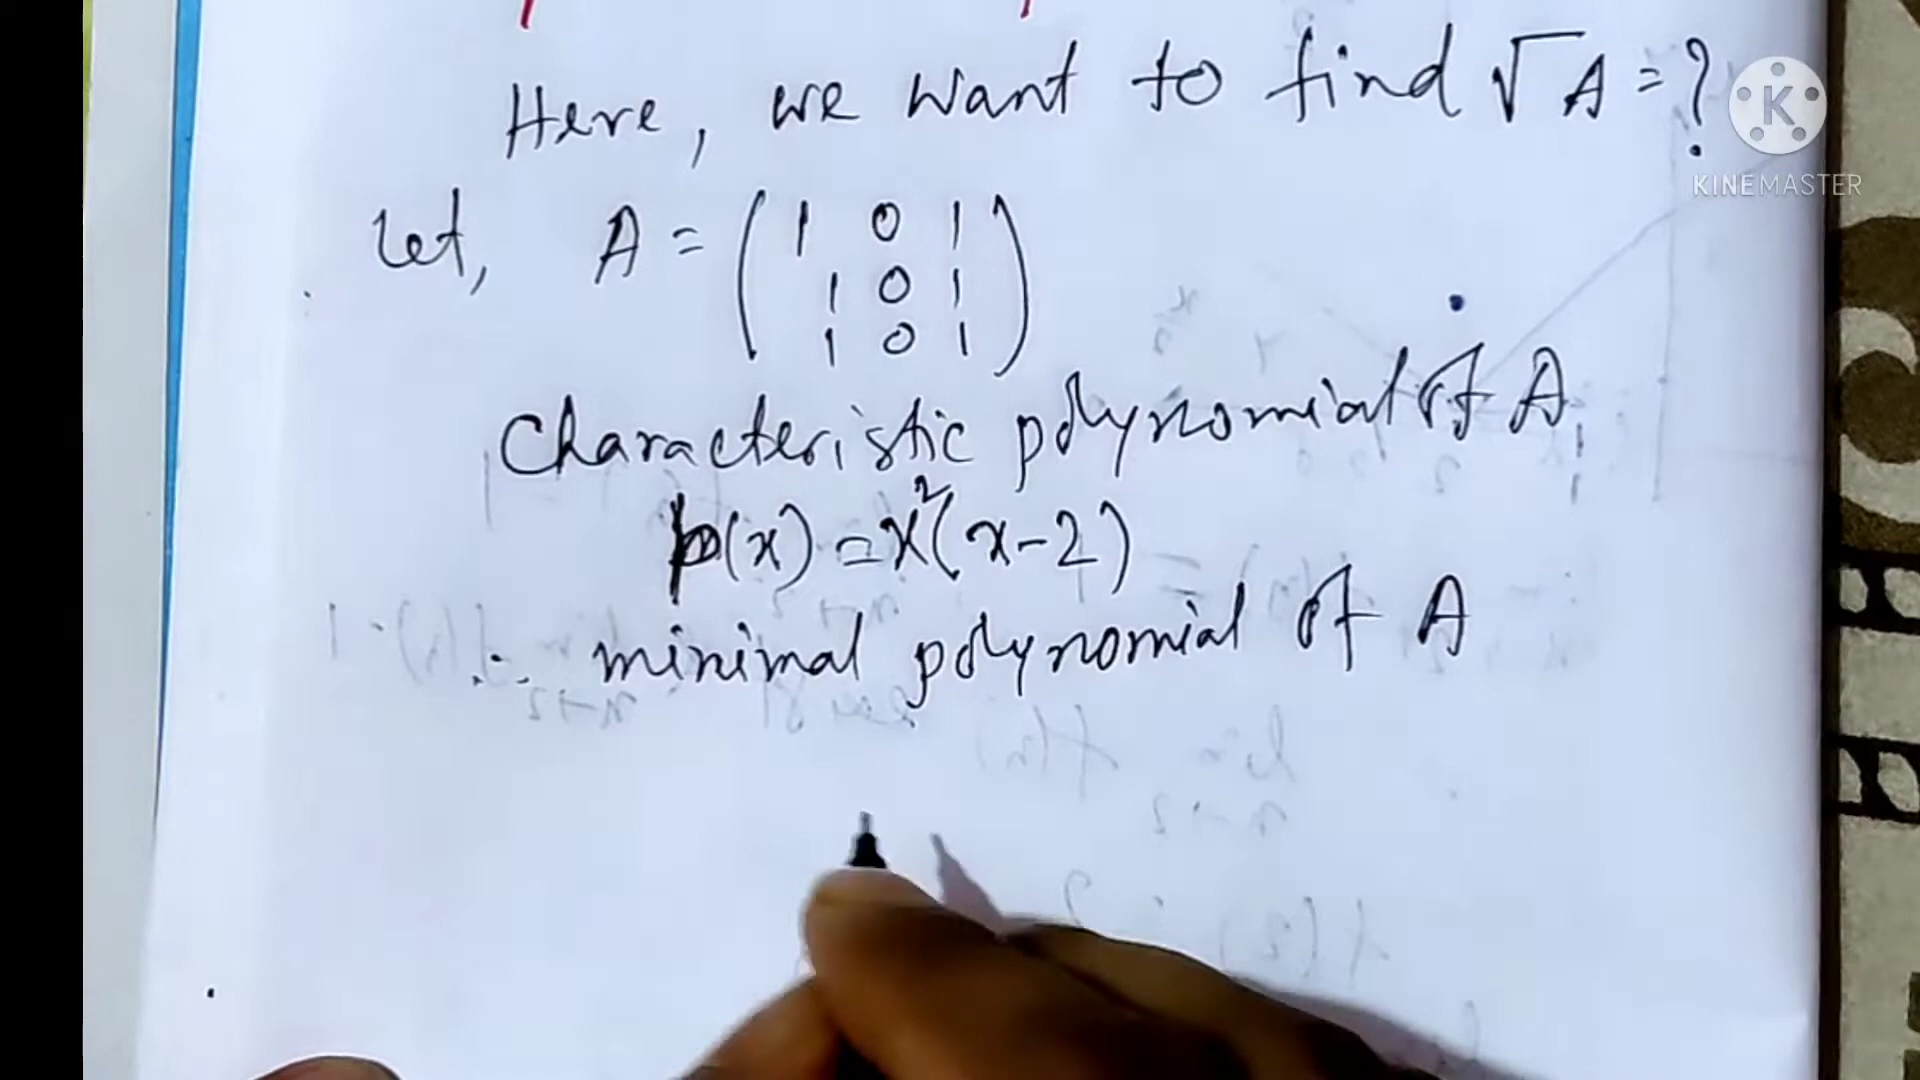 Here, we want to find √A = ?
KINEMASTER
Let, A = (1 0 1
1 0 1
1 0 1)
Characteristic polynomial of A,
p(x) = x²(x-2)
∴ minimal polynomial of A